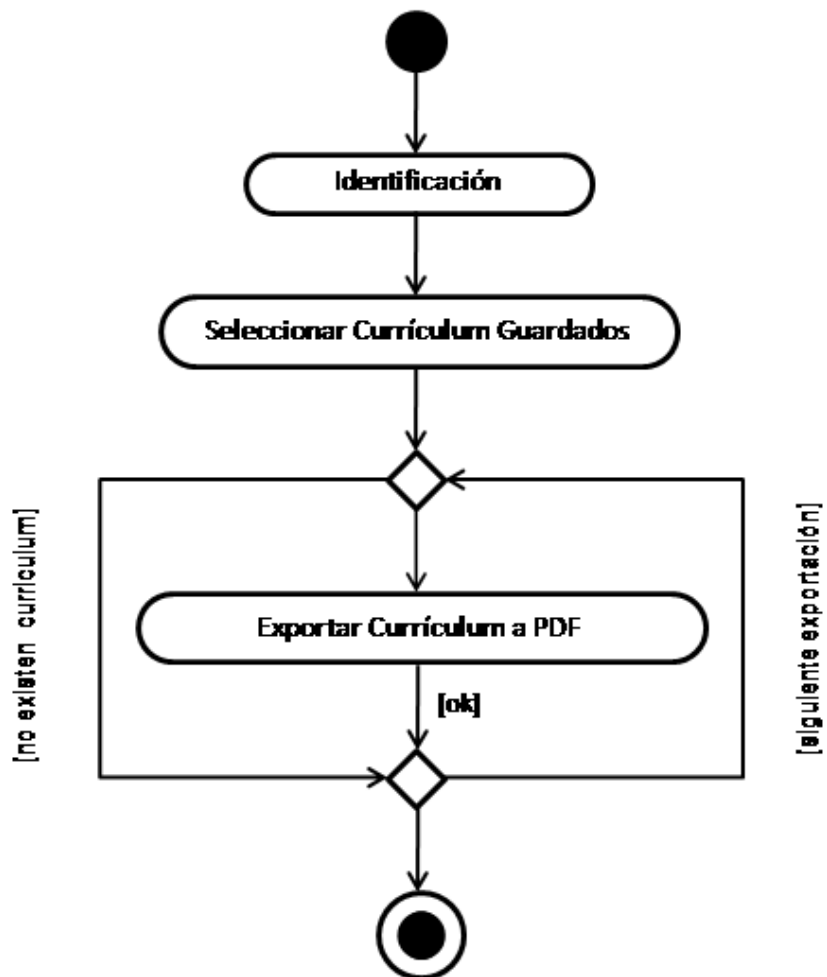 Identificación
Seleccionar Currículum Guardados
[no existen curriculum]
[siguiente exportación]
Exportar Currículum a PDF
[ok]